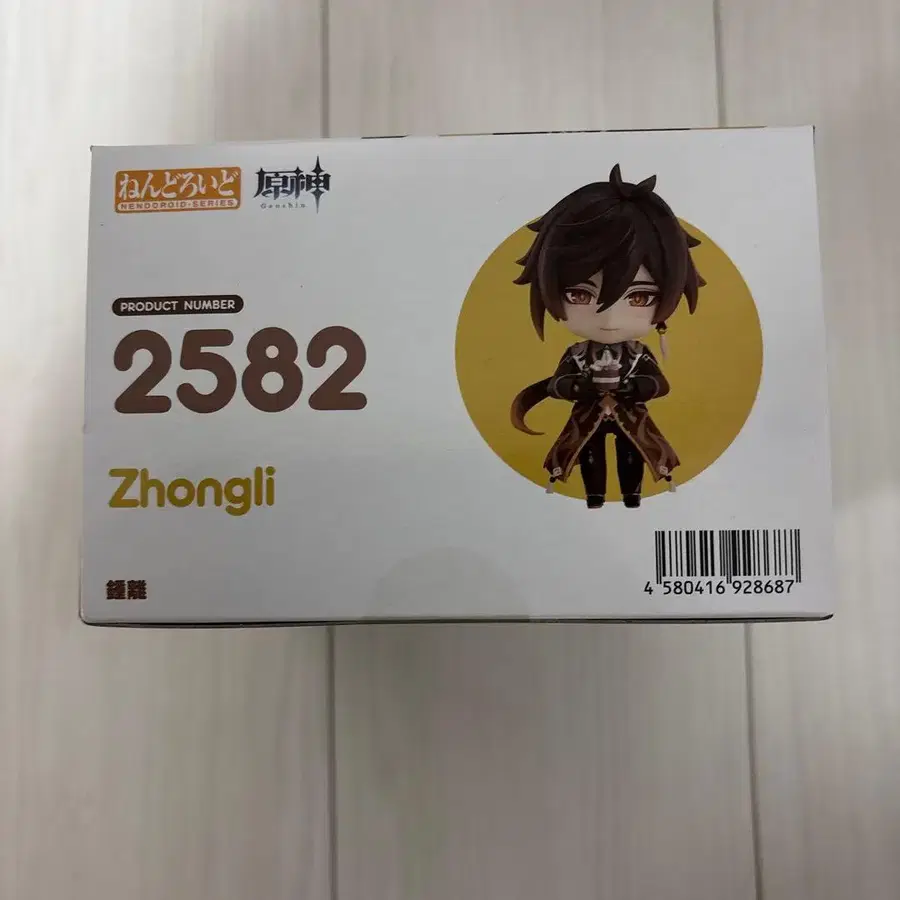 ねんどろいど
NENDOROID-SERIES
原神
Genshin
PRODUCT NUMBER
2582
Zhongli
鍾離
4 580416 928687